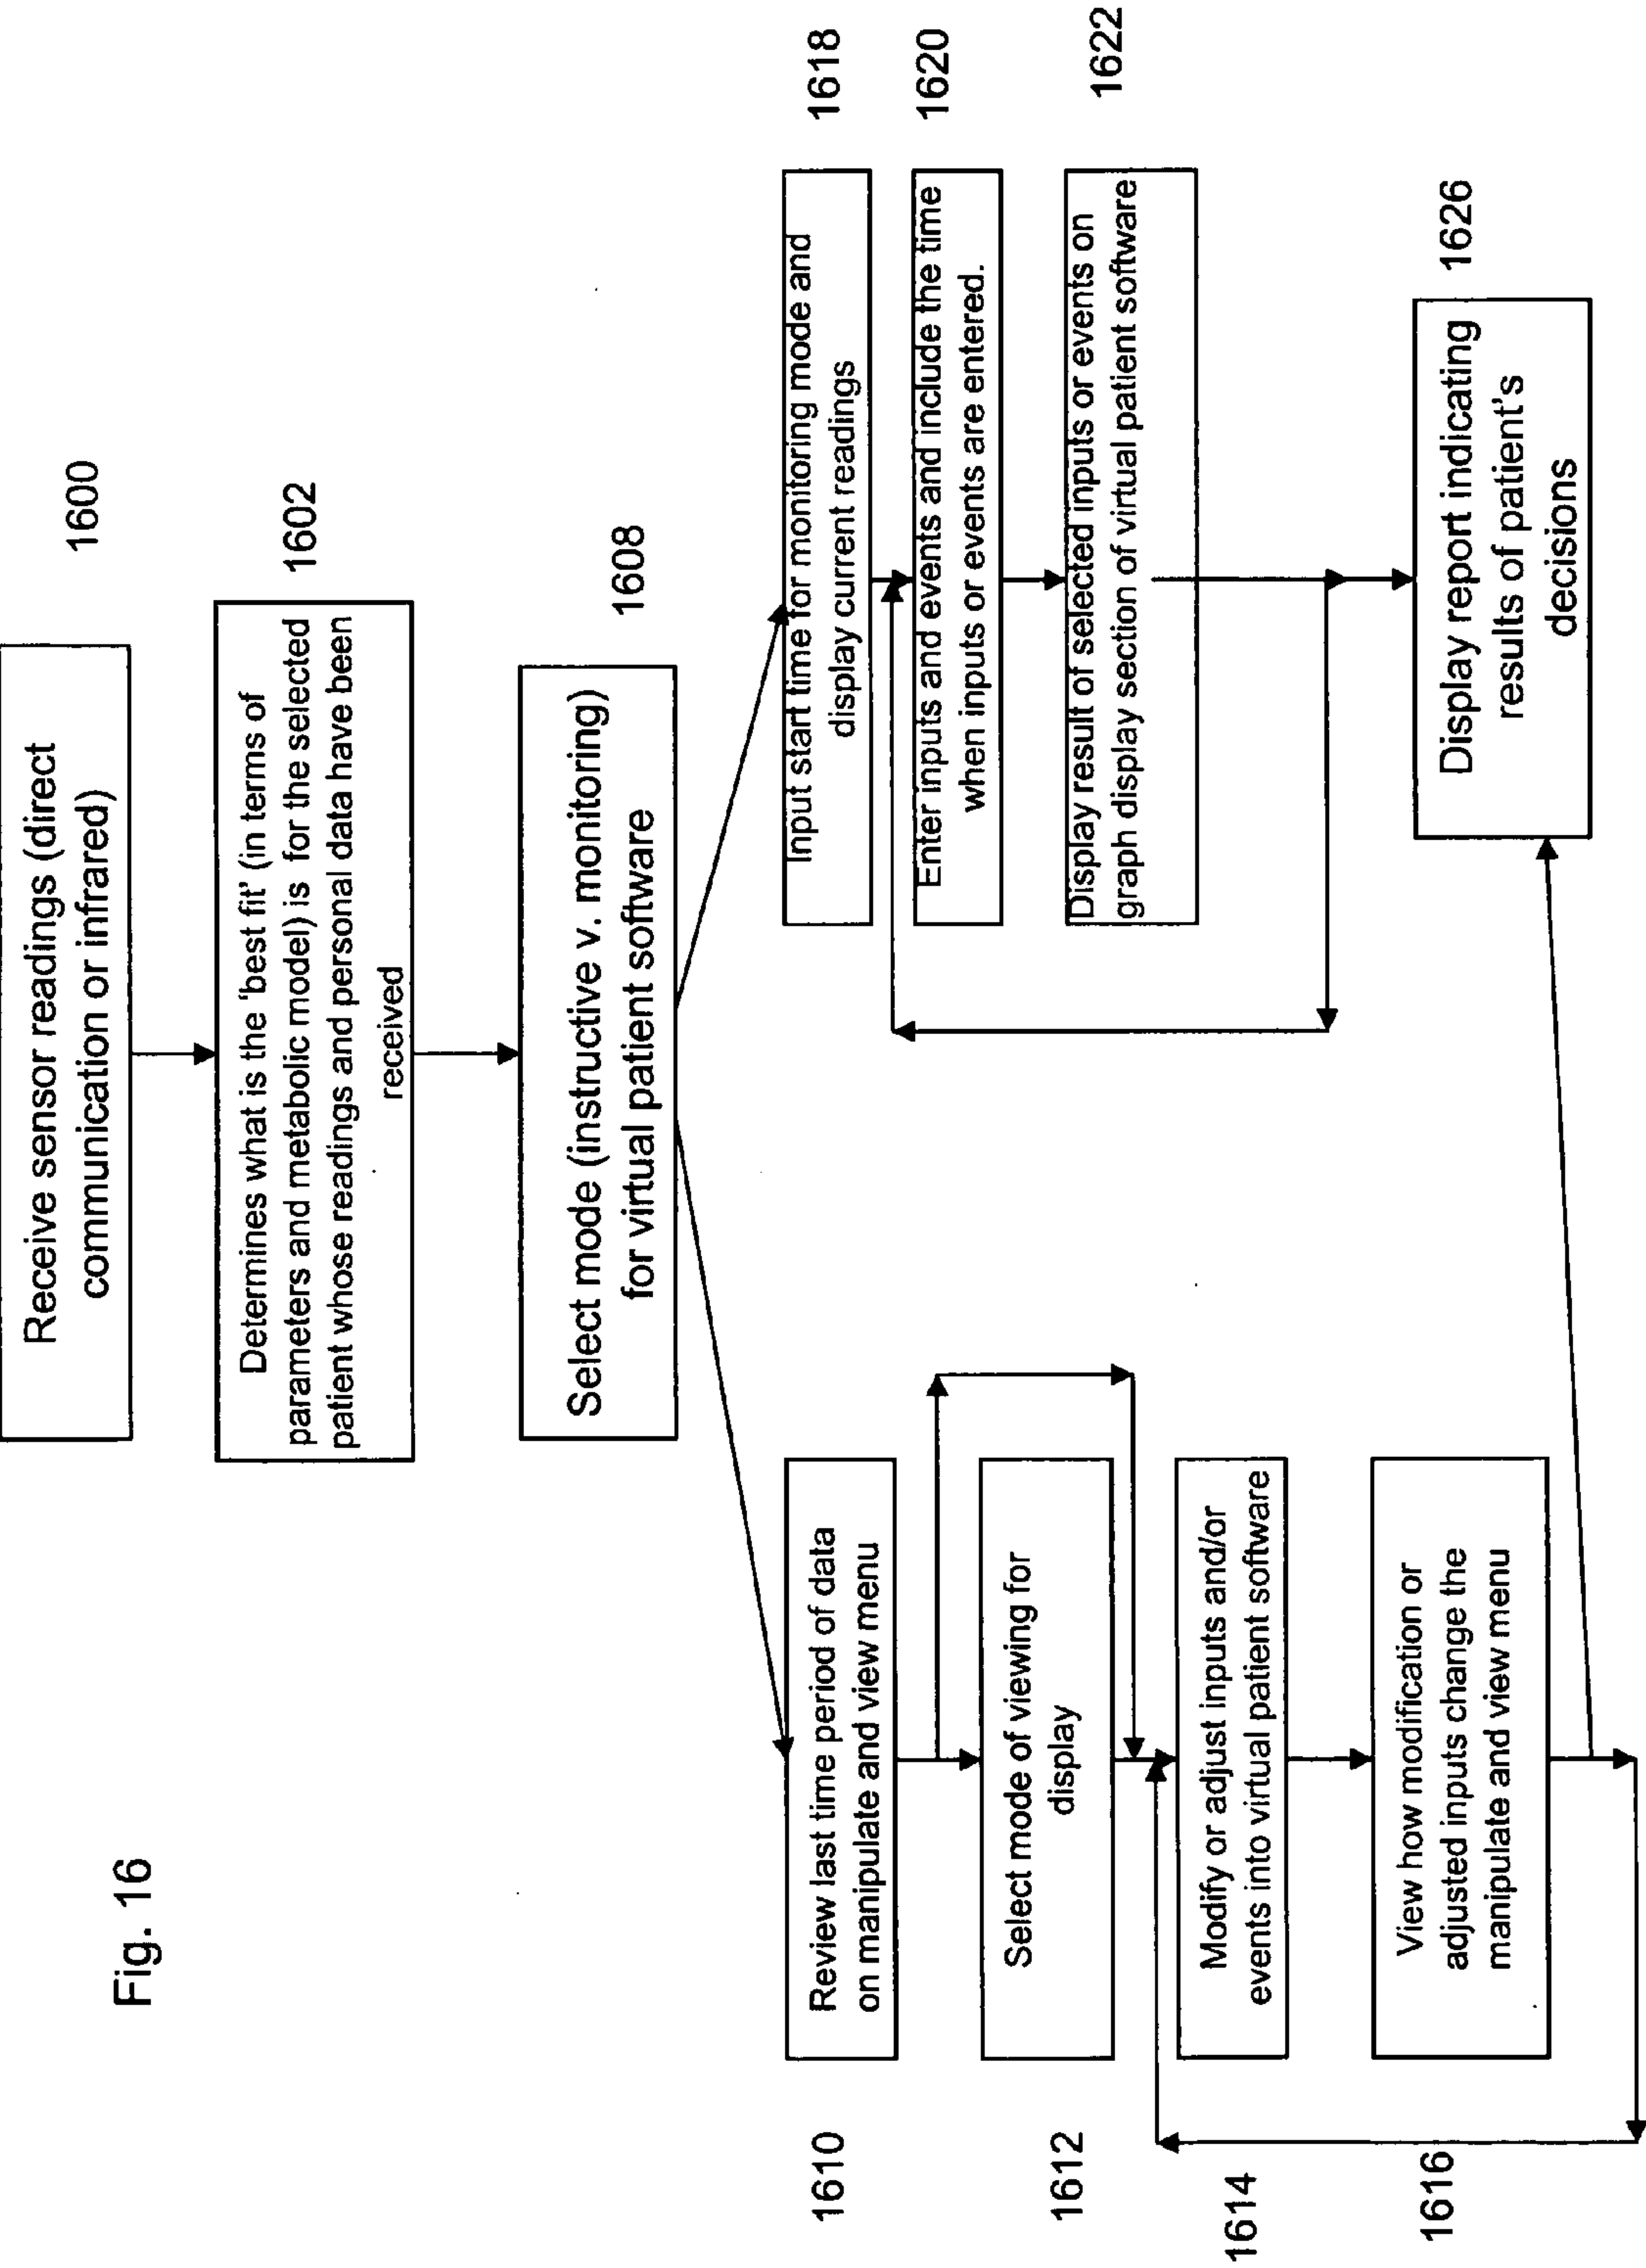 Fig. 16
Receive sensor readings (direct
communication or infrared)
1600
Determines what is the 'best fit' (in terms of
parameters and metabolic model) is for the selected
patient whose readings and personal data have been
received
1602
Select mode (instructive v. monitoring)
for virtual patient software
1608
1610
Review last time period of data
on manipulate and view menu
1612
Select mode of viewing for
display
1614
Modify or adjust inputs and/or
events into virtual patient software
1616
View how modification or
adjusted inputs change the
manipulate and view menu
Input start time for monitoring mode and
display current readings
1618
Enter inputs and events and include the time
when inputs or events are entered.
1620
Display result of selected inputs or events on
graph display section of virtual patient software
1622
Display report indicating
results of patient's
decisions
1626